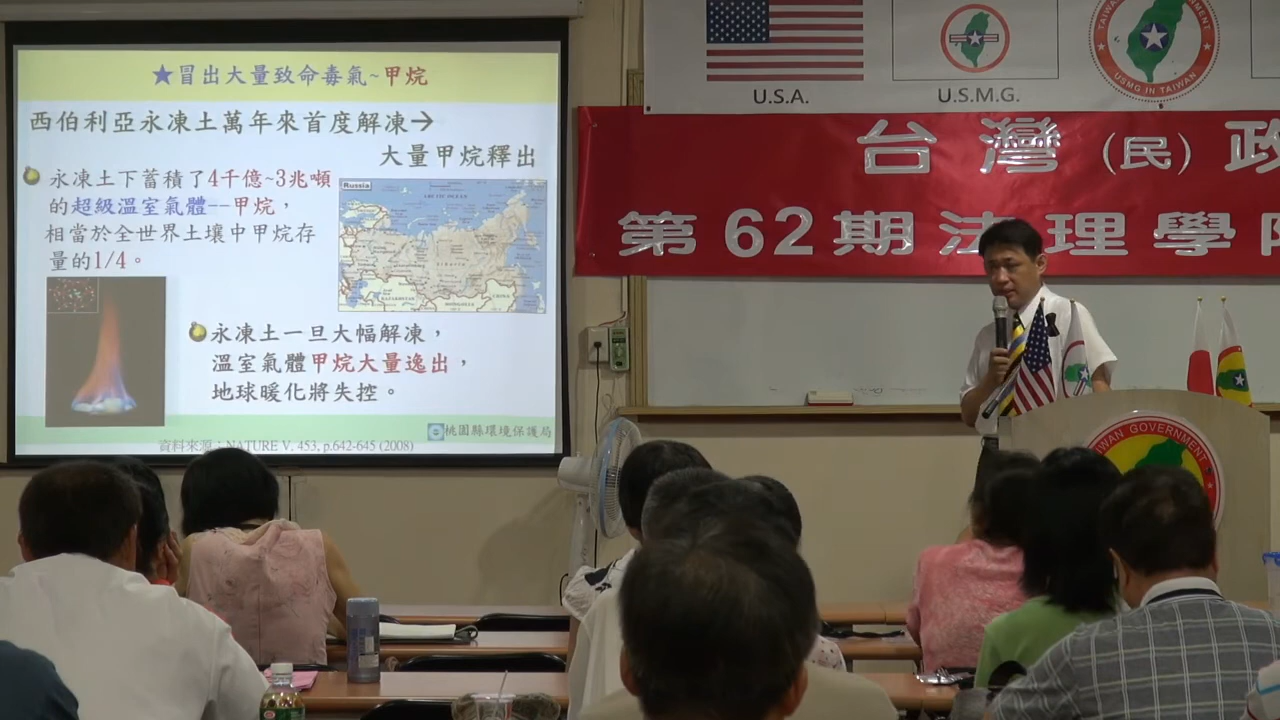 ★冒出大量致命毒氣~甲烷
西伯利亞永凍土萬年來首度解凍→
大量甲烷釋出
永凍土下蓄積了4千億~3兆噸
的超級溫室氣體--甲烷，
相當於全世界土壤中甲烷存
量的1/4。
Russia
ARCTIC OCEAN
永凍土一旦大幅解凍，
溫室氣體甲烷大量逸出，
地球暖化將失控。
桃園縣環境保護局
資料來源：NATURE V. 453, p.642-645 (2008)
U.S.A.
U.S.M.G.
TAIWAN GOVERNMENT
USMG IN TAIWAN
台灣(民)政
第62期法理學院
TAIWAN GOVERNMENT